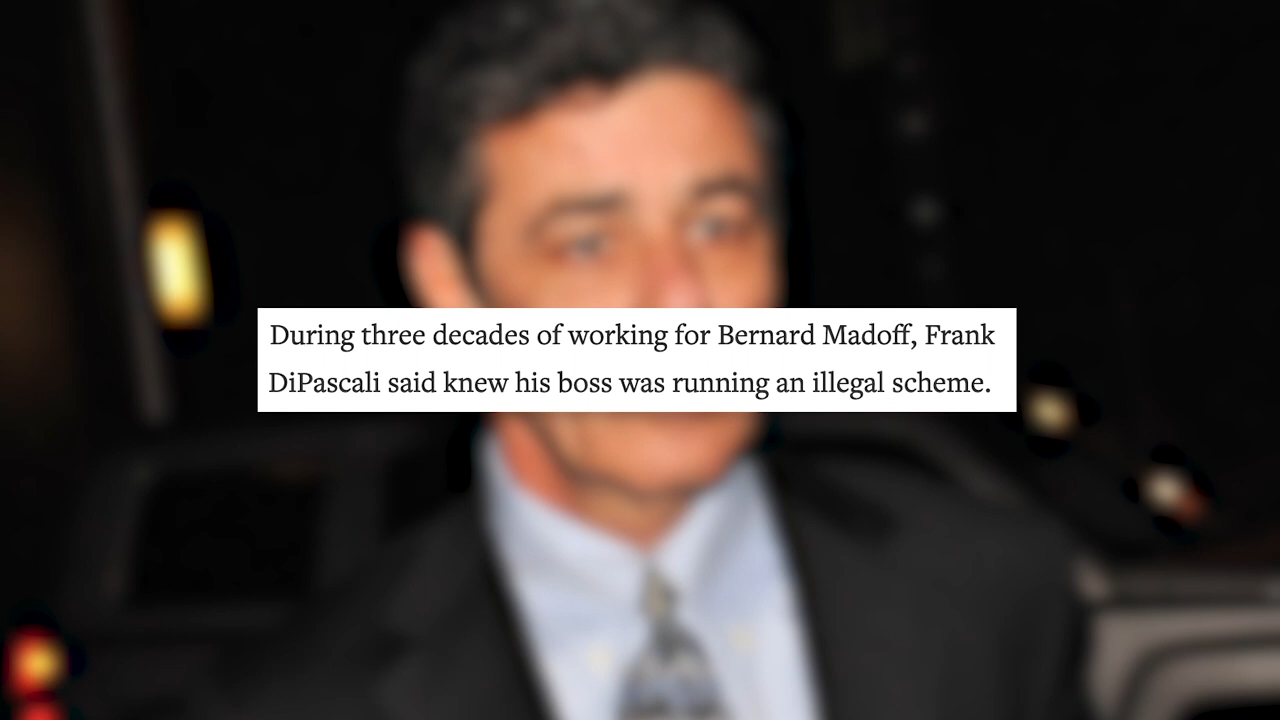 During three decades of working for Bernard Madoff, Frank
DiPascali said knew his boss was running an illegal scheme.